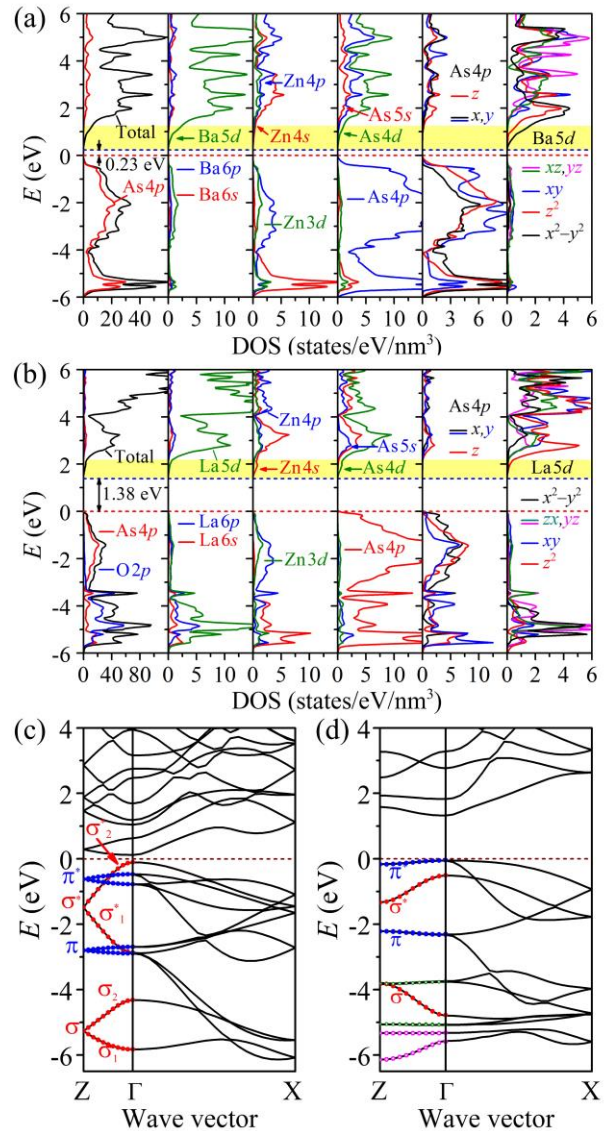 (a)
6
4
2
0
-2
-4
-6
E (eV)
Total
0.23 eV
As4p
Ba5d
Ba6p
Ba6s
Zn4p
Zn4s
Zn3d
As5s
As4d
As4p
As4p
z
x,y
Ba5d
xz,yz
xy
z²
x²−y²
20 40 0 5 10 0 5 10 0 5 10 0 3 6 9 0 2 4 6
DOS (states/eV/nm³)
(b)
6
4
2
0
-2
-4
-6
E (eV)
Total
1.38 eV
As4p
O2p
La5d
La6p
La6s
Zn4p
Zn4s
Zn3d
As5s
As4d
As4p
As4p
x,y
z
La5d
x²−y²
zx,yz
xy
z²
0 40 80 0 5 10 0 5 10 0 5 10 0 5 10 0 2 4 6
DOS (states/eV/nm³)
(c) (d)
4
2
0
-2
-4
-6
E (eV)
σ*₂
π*
σ*
σ*₁
π
σ₂
σ
σ₁
Z Γ X
Wave vector
4
2
0
-2
-4
-6
E (eV)
π*
σ*
π
σ
Z Γ X
Wave vector